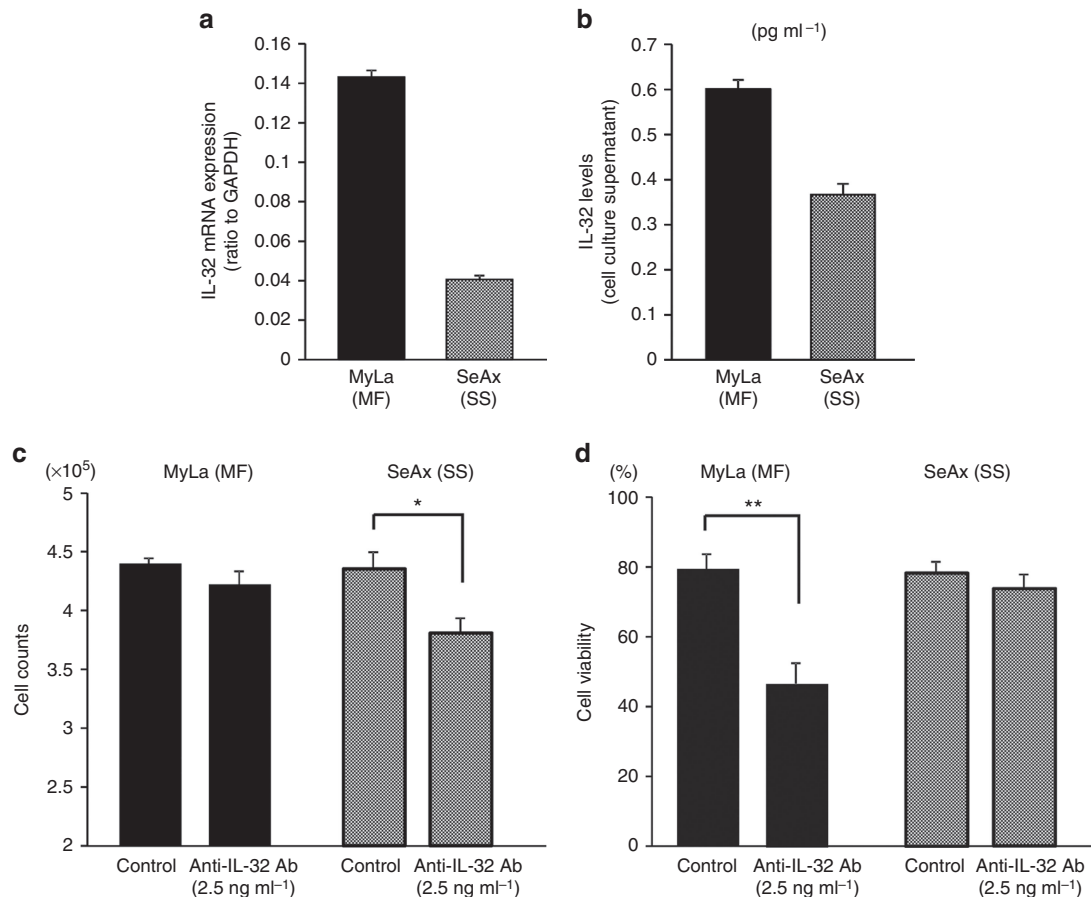 a
0.16
0.14
0.12
0.1
0.08
0.06
0.04
0.02
0
IL-32 mRNA expression
(ratio to GAPDH)
MyLa
(MF)
SeAx
(SS)
b
(pg ml⁻¹)
0.7
0.6
0.5
0.4
0.3
0.2
0.1
0
IL-32 levels
(cell culture supernatant)
MyLa
(MF)
SeAx
(SS)
c
(×10⁵)
MyLa (MF)
SeAx (SS)
5
4.5
4
3.5
3
2.5
2
Cell counts
*
Control
Anti-IL-32 Ab
(2.5 ng ml⁻¹)
Control
Anti-IL-32 Ab
(2.5 ng ml⁻¹)
d
(%)
MyLa (MF)
SeAx (SS)
100
80
60
40
20
0
Cell viability
**
Control
Anti-IL-32 Ab
(2.5 ng ml⁻¹)
Control
Anti-IL-32 Ab
(2.5 ng ml⁻¹)